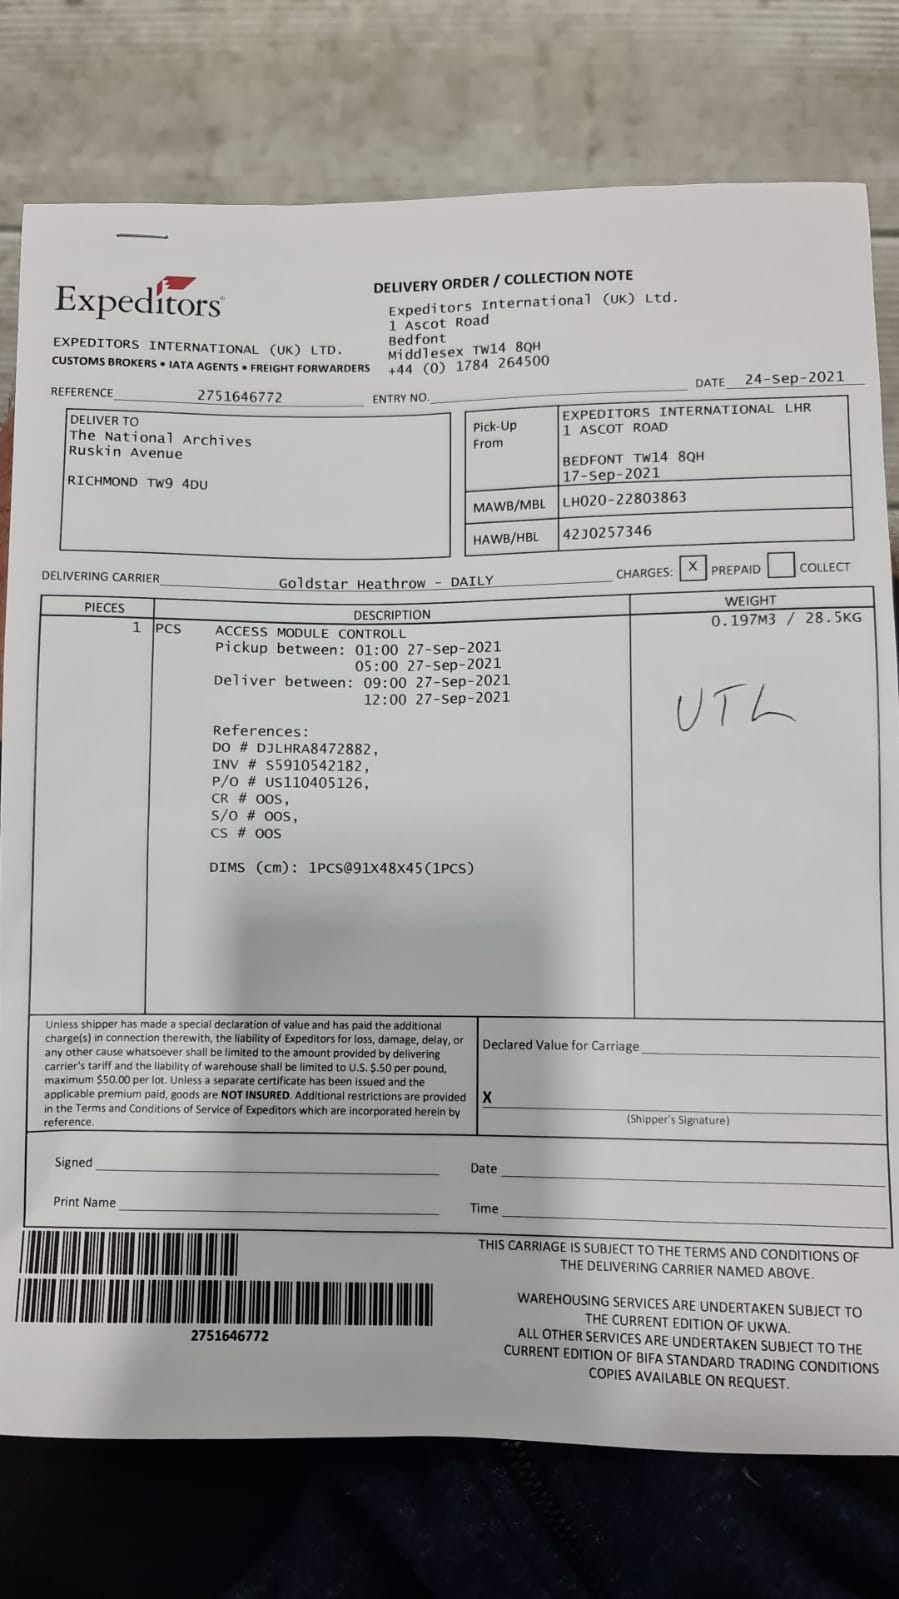 Expeditors
DELIVERY ORDER / COLLECTION NOTE
Expeditors International (UK) Ltd.
1 Ascot Road
Bedfont
Middlesex TW14 8QH
+44 (0) 1784 264500
EXPEDITORS INTERNATIONAL (UK) LTD.
CUSTOMS BROKERS • IATA AGENTS • FREIGHT FORWARDERS
REFERENCE 2751646772
ENTRY NO.
DATE 24-Sep-2021
DELIVER TO
The National Archives
Ruskin Avenue
RICHMOND TW9 4DU
Pick-Up
From
EXPEDITORS INTERNATIONAL LHR
1 ASCOT ROAD
BEDFONT TW14 8QH
17-Sep-2021
MAWB/MBL LH020-22803863
HAWB/HBL 42J0257346
DELIVERING CARRIER Goldstar Heathrow - DAILY
CHARGES: X PREPAID COLLECT
PIECES DESCRIPTION WEIGHT
1 PCS ACCESS MODULE CONTROLL 0.197M3 / 28.5KG
Pickup between: 01:00 27-Sep-2021
05:00 27-Sep-2021
Deliver between: 09:00 27-Sep-2021
12:00 27-Sep-2021
UTL
References:
DO # DJLHRA8472882,
INV # S5910542182,
P/O # US110405126,
CR # OOS,
S/O # OOS,
CS # OOS
DIMS (cm): 1PCS@91X48X45(1PCS)
Unless shipper has made a special declaration of value and has paid the additional
charge(s) in connection therewith, the liability of Expeditors for loss, damage, delay, or
any other cause whatsoever shall be limited to the amount provided by delivering
carrier's tariff and the liability of warehouse shall be limited to U.S. $.50 per pound,
maximum $50.00 per lot. Unless a separate certificate has been issued and the
applicable premium paid, goods are NOT INSURED. Additional restrictions are provided
in the Terms and Conditions of Service of Expeditors which are incorporated herein by
reference.
Declared Value for Carriage
X
(Shipper's Signature)
Signed
Date
Print Name
Time
2751646772
THIS CARRIAGE IS SUBJECT TO THE TERMS AND CONDITIONS OF
THE DELIVERING CARRIER NAMED ABOVE.
WAREHOUSING SERVICES ARE UNDERTAKEN SUBJECT TO
THE CURRENT EDITION OF UKWA.
ALL OTHER SERVICES ARE UNDERTAKEN SUBJECT TO THE
CURRENT EDITION OF BIFA STANDARD TRADING CONDITIONS
COPIES AVAILABLE ON REQUEST.